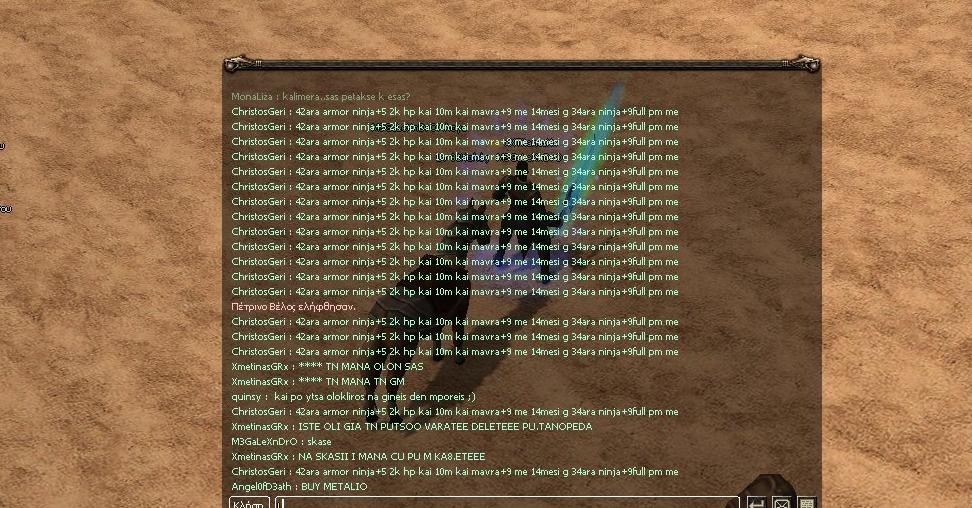 MonaLiza : kalimera..sas petakse k esas?
ChristosGeri : 42ara armor ninja+5 2k hp kai 10m kai mavra+9 me 14mesi g 34ara ninja+9full pm me
ChristosGeri : 42ara armor ninja+5 2k hp kai 10m kai mavra+9 me 14mesi g 34ara ninja+9full pm me
ChristosGeri : 42ara armor ninja+5 2k hp kai 10m kai mavra+9 me 14mesi g 34ara ninja+9full pm me
ChristosGeri : 42ara armor ninja+5 2k hp kai 10m kai mavra+9 me 14mesi g 34ara ninja+9full pm me
ChristosGeri : 42ara armor ninja+5 2k hp kai 10m kai mavra+9 me 14mesi g 34ara ninja+9full pm me
ChristosGeri : 42ara armor ninja+5 2k hp kai 10m kai mavra+9 me 14mesi g 34ara ninja+9full pm me
ChristosGeri : 42ara armor ninja+5 2k hp kai 10m kai mavra+9 me 14mesi g 34ara ninja+9full pm me
ChristosGeri : 42ara armor ninja+5 2k hp kai 10m kai mavra+9 me 14mesi g 34ara ninja+9full pm me
ChristosGeri : 42ara armor ninja+5 2k hp kai 10m kai mavra+9 me 14mesi g 34ara ninja+9full pm me
ChristosGeri : 42ara armor ninja+5 2k hp kai 10m kai mavra+9 me 14mesi g 34ara ninja+9full pm me
ChristosGeri : 42ara armor ninja+5 2k hp kai 10m kai mavra+9 me 14mesi g 34ara ninja+9full pm me
ChristosGeri : 42ara armor ninja+5 2k hp kai 10m kai mavra+9 me 14mesi g 34ara ninja+9full pm me
ChristosGeri : 42ara armor ninja+5 2k hp kai 10m kai mavra+9 me 14mesi g 34ara ninja+9full pm me
Πέτρινο Βέλος ελήφθησαν.
ChristosGeri : 42ara armor ninja+5 2k hp kai 10m kai mavra+9 me 14mesi g 34ara ninja+9full pm me
ChristosGeri : 42ara armor ninja+5 2k hp kai 10m kai mavra+9 me 14mesi g 34ara ninja+9full pm me
ChristosGeri : 42ara armor ninja+5 2k hp kai 10m kai mavra+9 me 14mesi g 34ara ninja+9full pm me
XmetinasGRx : **** TN MANA OLON SAS
XmetinasGRx : **** TN MANA TN GM
quinsy : kai po ytsa olokliros na gineis den mporeis ;)
ChristosGeri : 42ara armor ninja+5 2k hp kai 10m kai mavra+9 me 14mesi g 34ara ninja+9full pm me
XmetinasGRx : ISTE OLI GIA TN PUTSOO VARATEE DELETEEE PU.TANOPEDA
M3GaLeXnDrO : skase
XmetinasGRx : NA SKASII I MANA CU PU M KA8.ETEEE
ChristosGeri : 42ara armor ninja+5 2k hp kai 10m kai mavra+9 me 14mesi g 34ara ninja+9full pm me
Angel0fD3ath : BUY METALIO
Κλήση